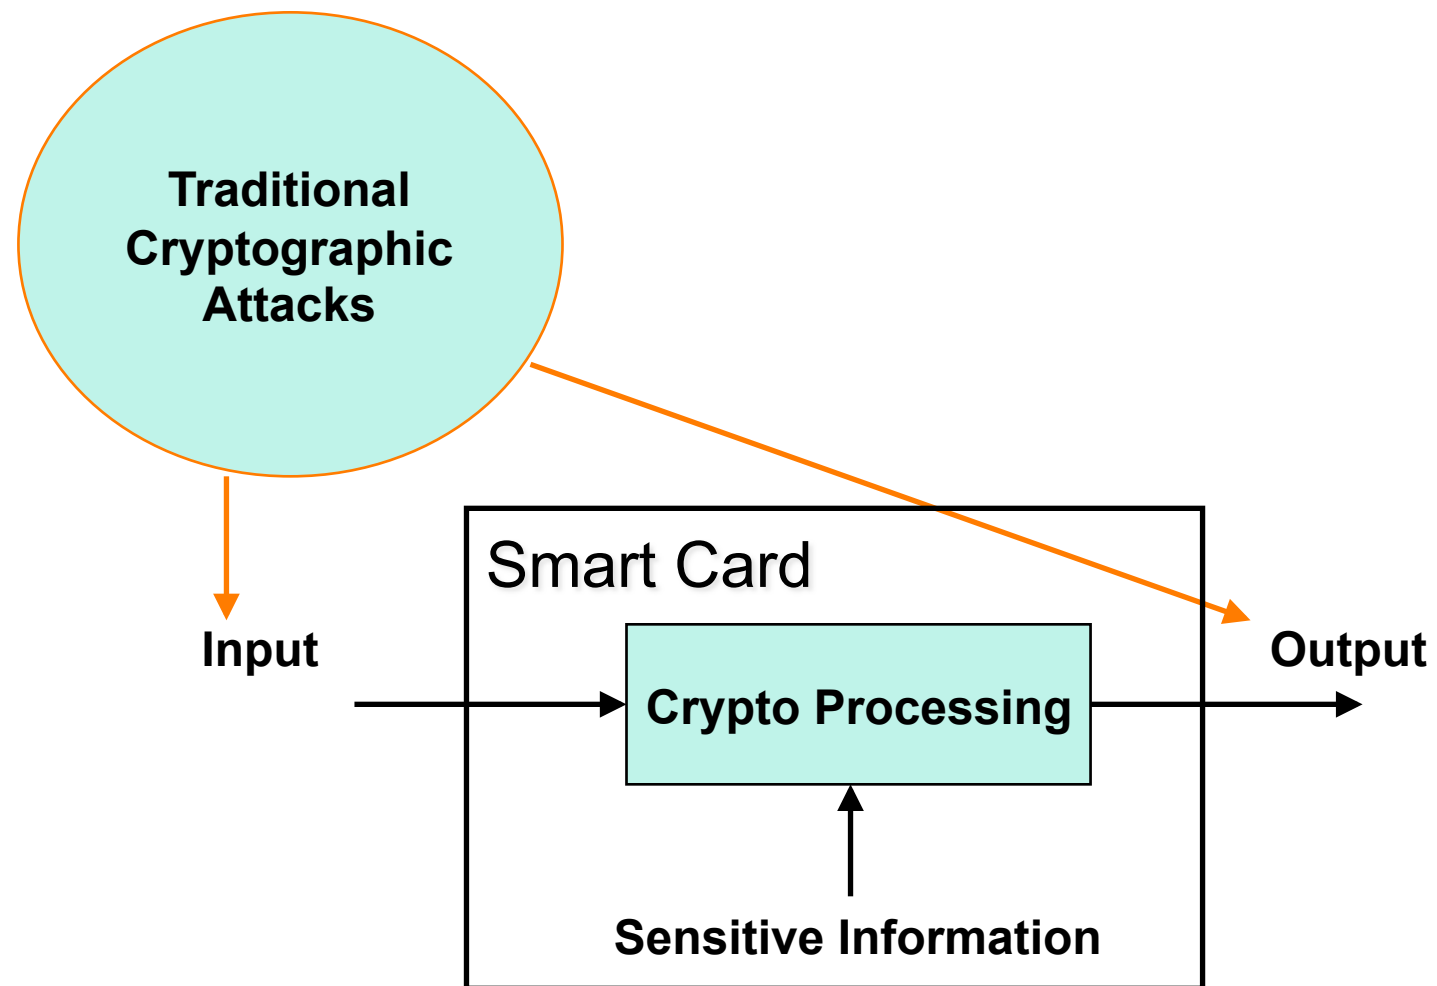 Traditional
Cryptographic
Attacks
Smart Card
Input
Output
Crypto Processing
Sensitive Information